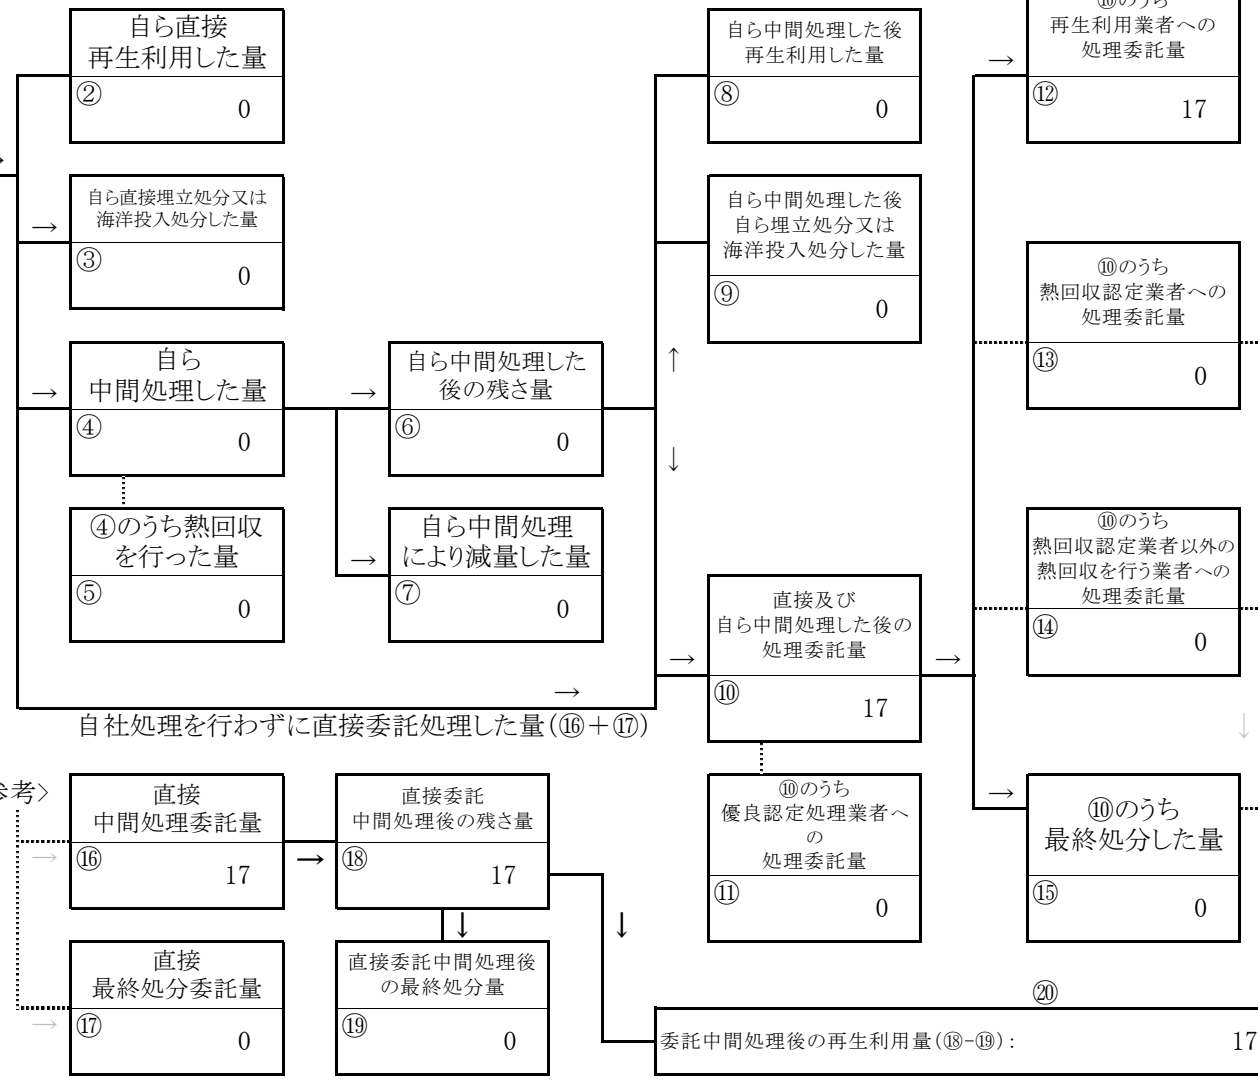 自ら直接
再生利用した量
②
0
自ら直接埋立処分又は
海洋投入処分した量
→
③
0
自ら
中間処理した量
→
④
0
④のうち熱回収
を行った量
⑤
0
自ら中間処理した
後の残さ量
→
⑥
0
自ら中間処理
により減量した量
→
⑦
0
自ら中間処理した後
再生利用した量
⑧
0
自ら中間処理した後
自ら埋立処分又は
海洋投入処分した量
⑨
0
↑
↓
直接及び
自ら中間処理した後の
処理委託量
→
→
⑩
17
⑩のうち
優良認定処理業者へ
の
処理委託量
⑪
0
⑩のうち
再生利用業者への
処理委託量
→
⑫
17
⑩のうち
熱回収認定業者への
処理委託量
⑬
0
⑩のうち
熱回収認定業者以外の
熱回収を行う業者への
処理委託量
⑭
0
↓
→
⑩のうち
最終処分した量
⑮
0
→
自社処理を行わずに直接委託処理した量(⑯+⑰)
考>
直接
中間処理委託量
→
⑯
17
→
直接委託
中間処理後の残さ量
⑱
17
↓
↓
直接
最終処分委託量
→
⑰
0
直接委託中間処理後
の最終処分量
⑲
0
⑳
委託中間処理後の再生利用量(⑱-⑲):
17